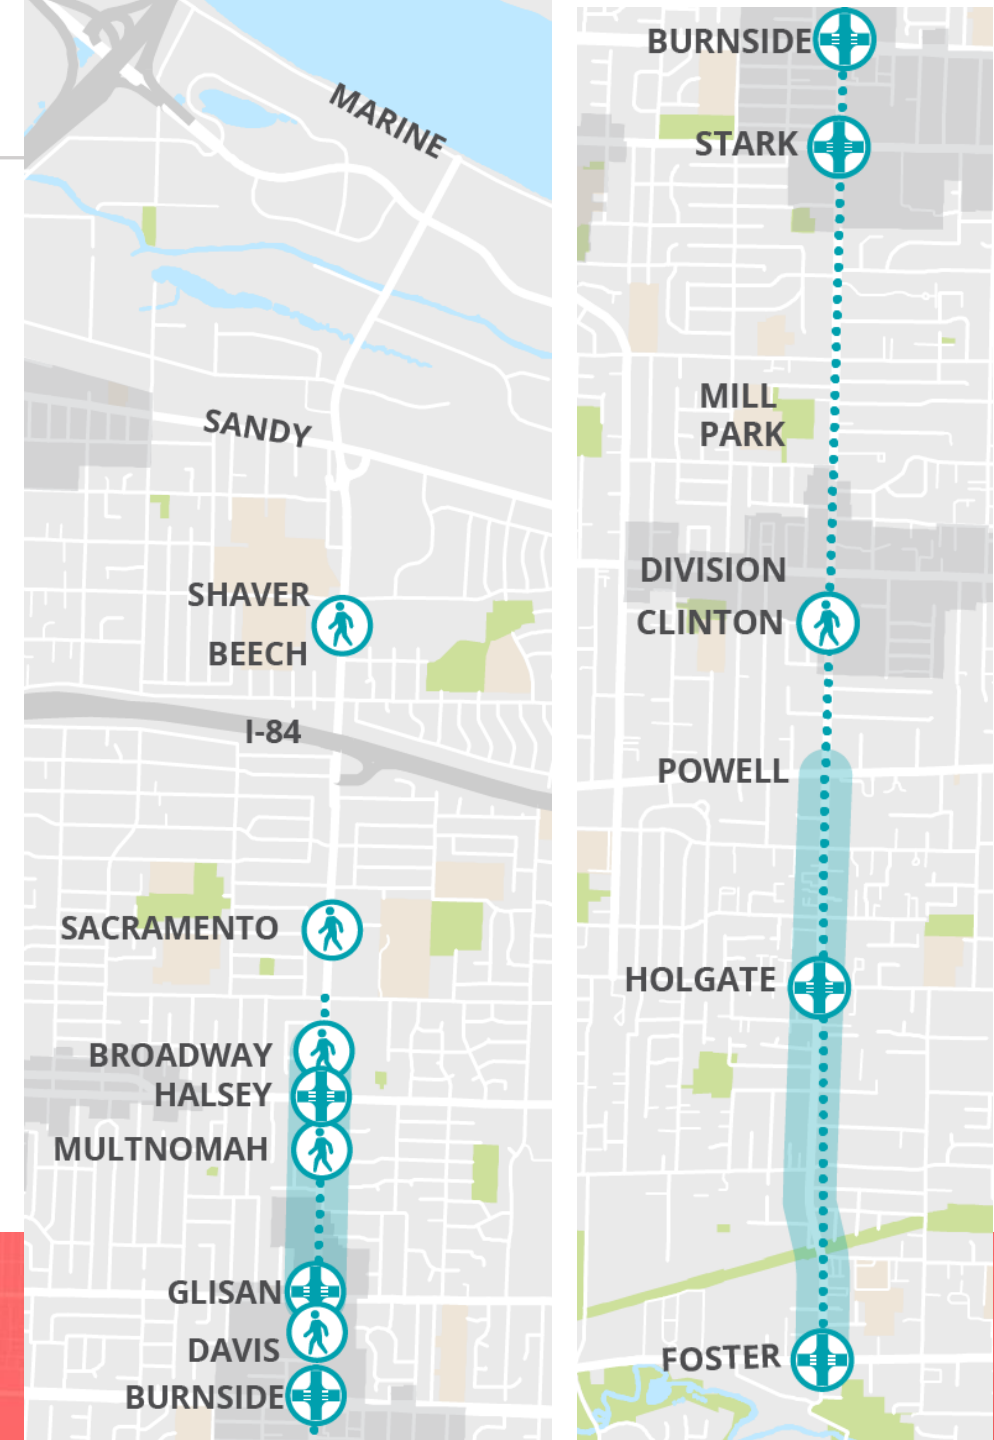 MARINE
SANDY
SHAVER
BEECH
I-84
SACRAMENTO
BROADWAY
HALSEY
MULTNOMAH
GLISAN
DAVIS
BURNSIDE
BURNSIDE
STARK
MILL
PARK
DIVISION
CLINTON
POWELL
HOLGATE
FOSTER